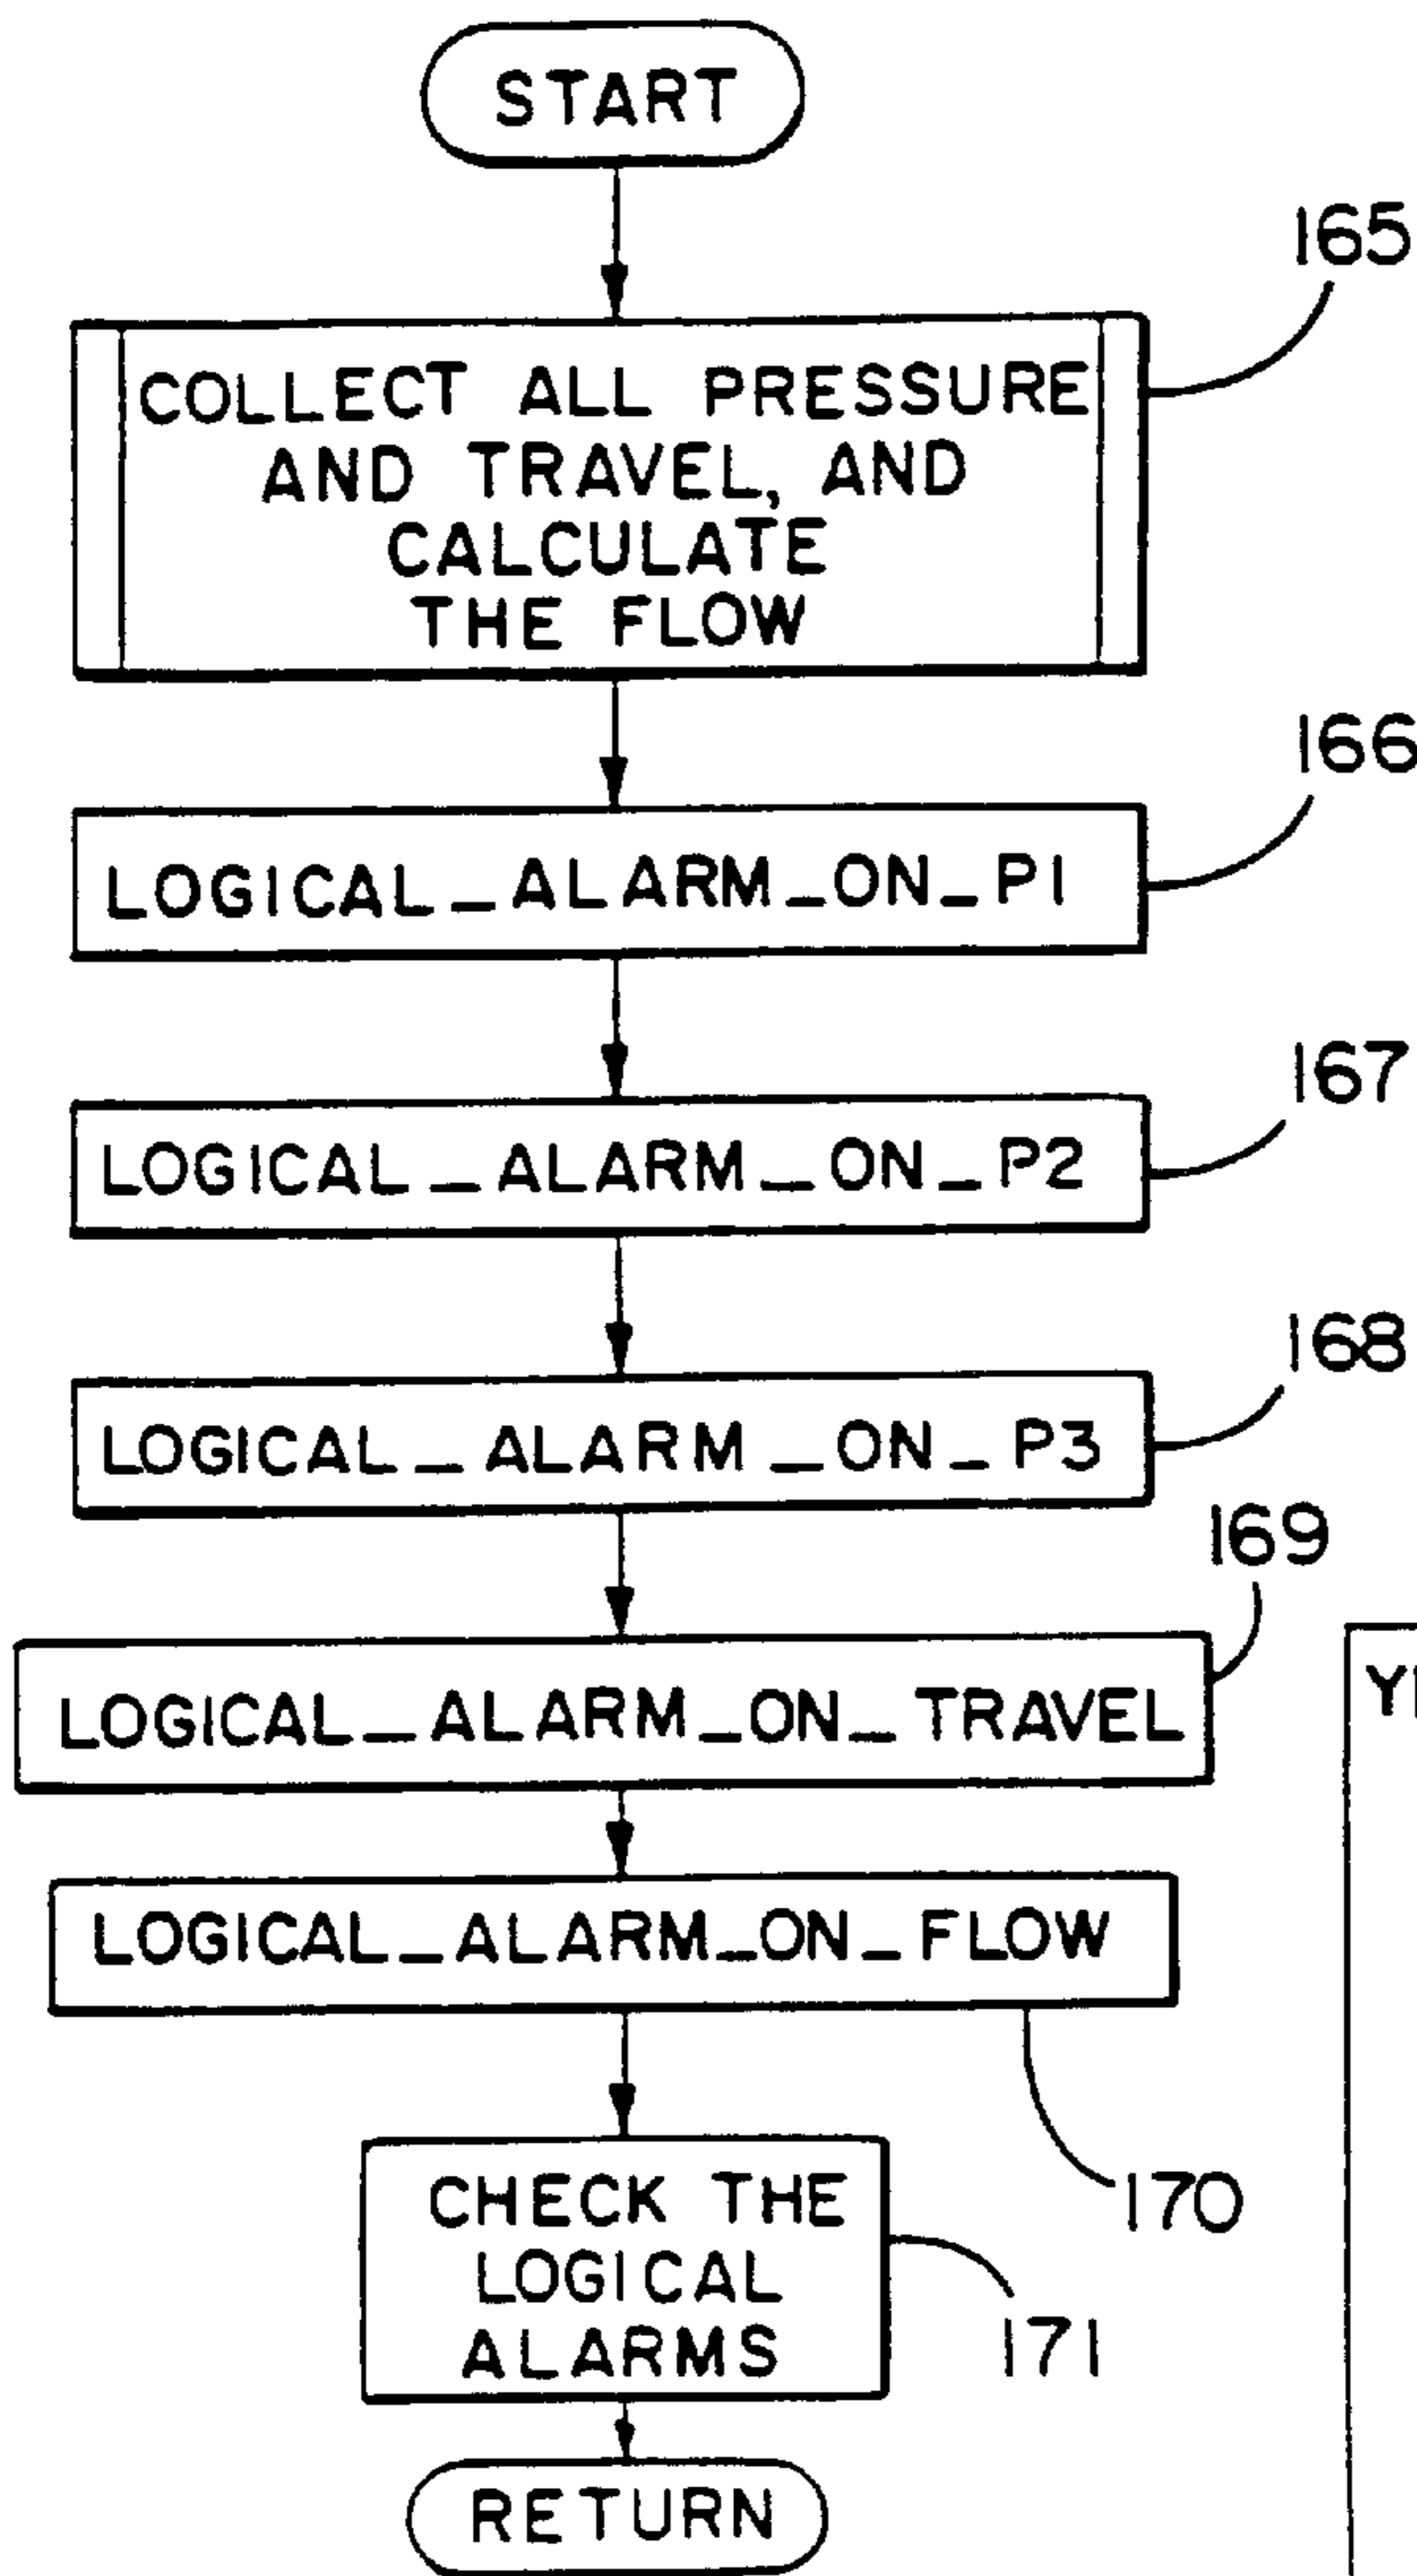 START
165
COLLECT ALL PRESSURE
AND TRAVEL, AND
CALCULATE
THE FLOW
166
LOGICAL_ALARM_ON_P1
167
LOGICAL_ALARM_ON_P2
168
LOGICAL_ALARM_ON_P3
169
LOGICAL_ALARM_ON_TRAVEL
LOGICAL_ALARM_ON_FLOW
170
CHECK THE
LOGICAL
ALARMS
171
RETURN